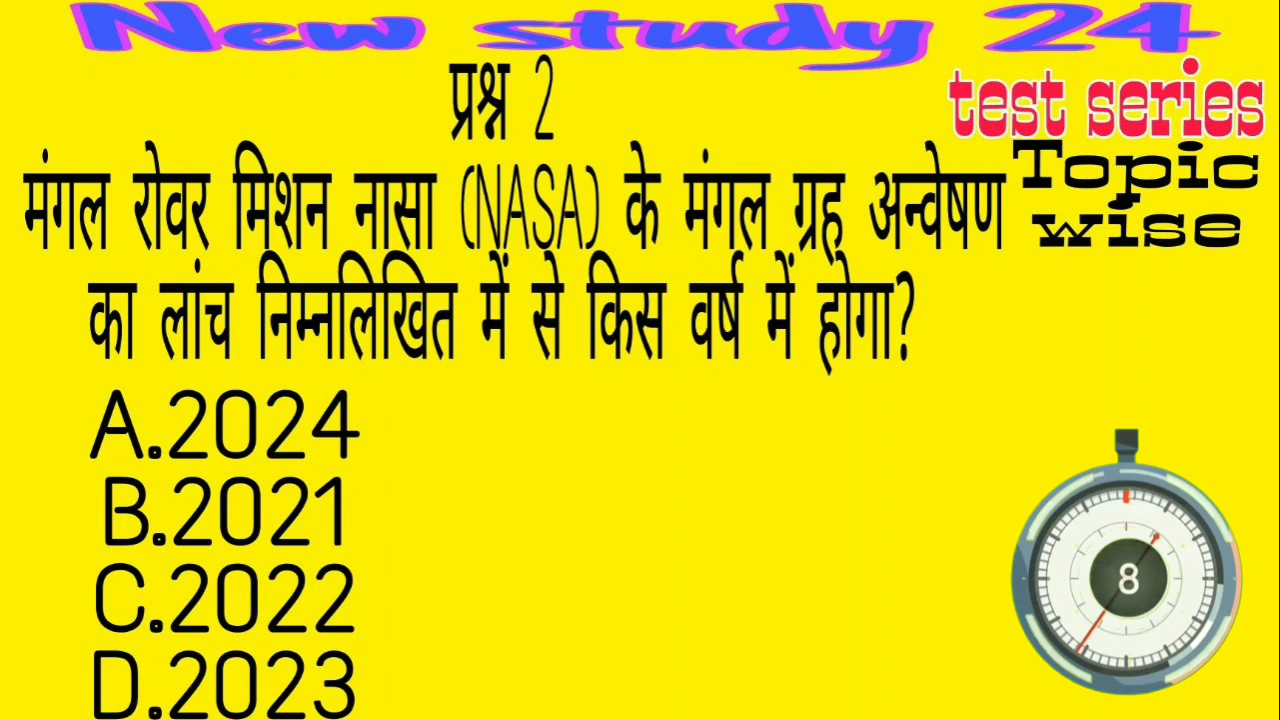 New study 24
test series
Topic
wise
प्रश्न 2
मंगल रोवर मिशन नासा (NASA) के मंगल ग्रह अन्वेषण
का लांच निम्नलिखित में से किस वर्ष में होगा?
A.2024
B.2021
C.2022
D.2023
8